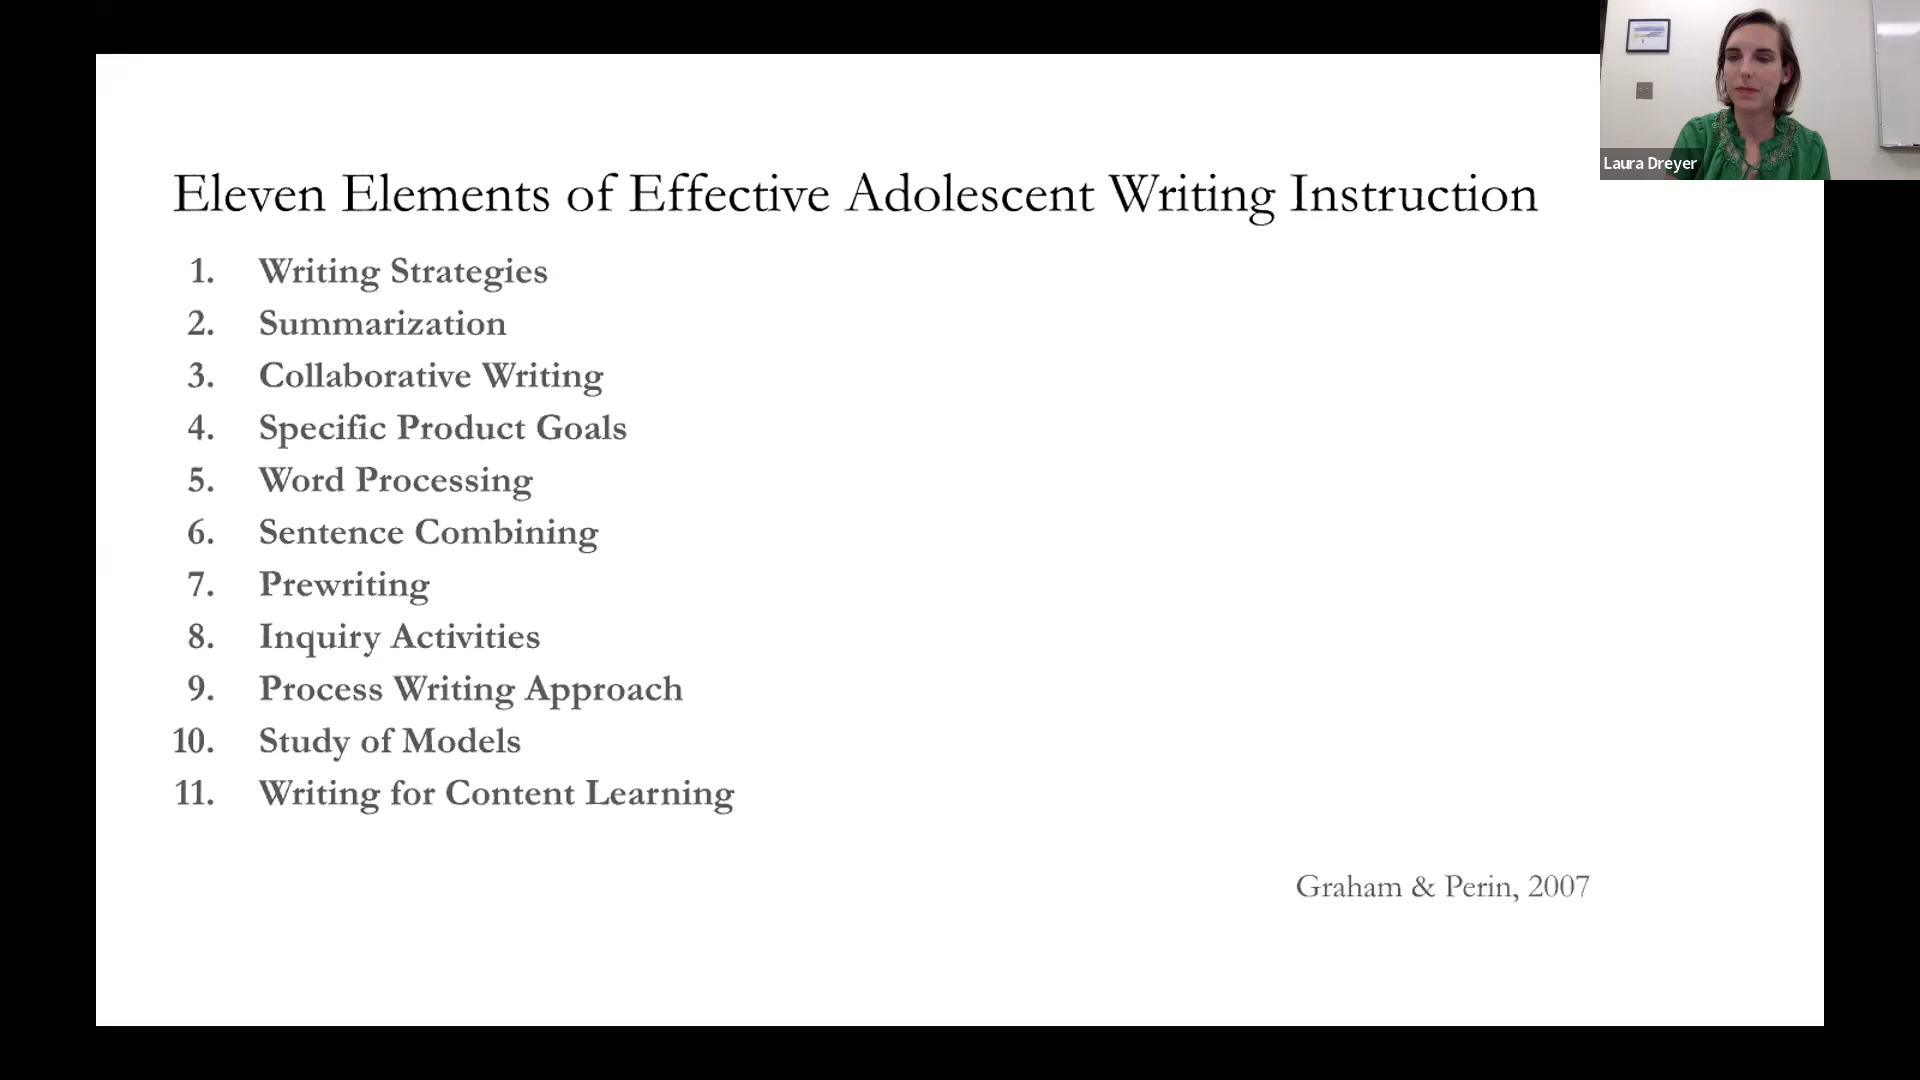 Laura Dreyer
Eleven Elements of Effective Adolescent Writing Instruction
1. Writing Strategies
2. Summarization
3. Collaborative Writing
4. Specific Product Goals
5. Word Processing
6. Sentence Combining
7. Prewriting
8. Inquiry Activities
9. Process Writing Approach
10. Study of Models
11. Writing for Content Learning
Graham & Perin, 2007